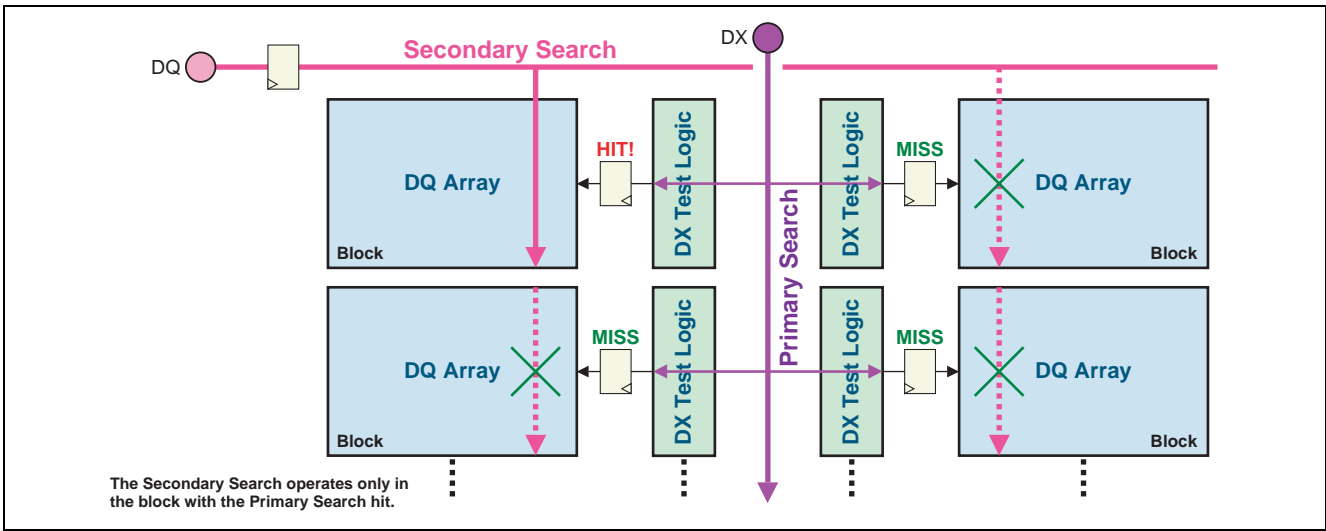 DX
Secondary Search
DQ
HIT!
MISS
DQ Array
DX Test Logic
DX Test Logic
DQ Array
Block
Block
Primary Search
MISS
MISS
DQ Array
DX Test Logic
DX Test Logic
DQ Array
Block
Block
The Secondary Search operates only in
the block with the Primary Search hit.